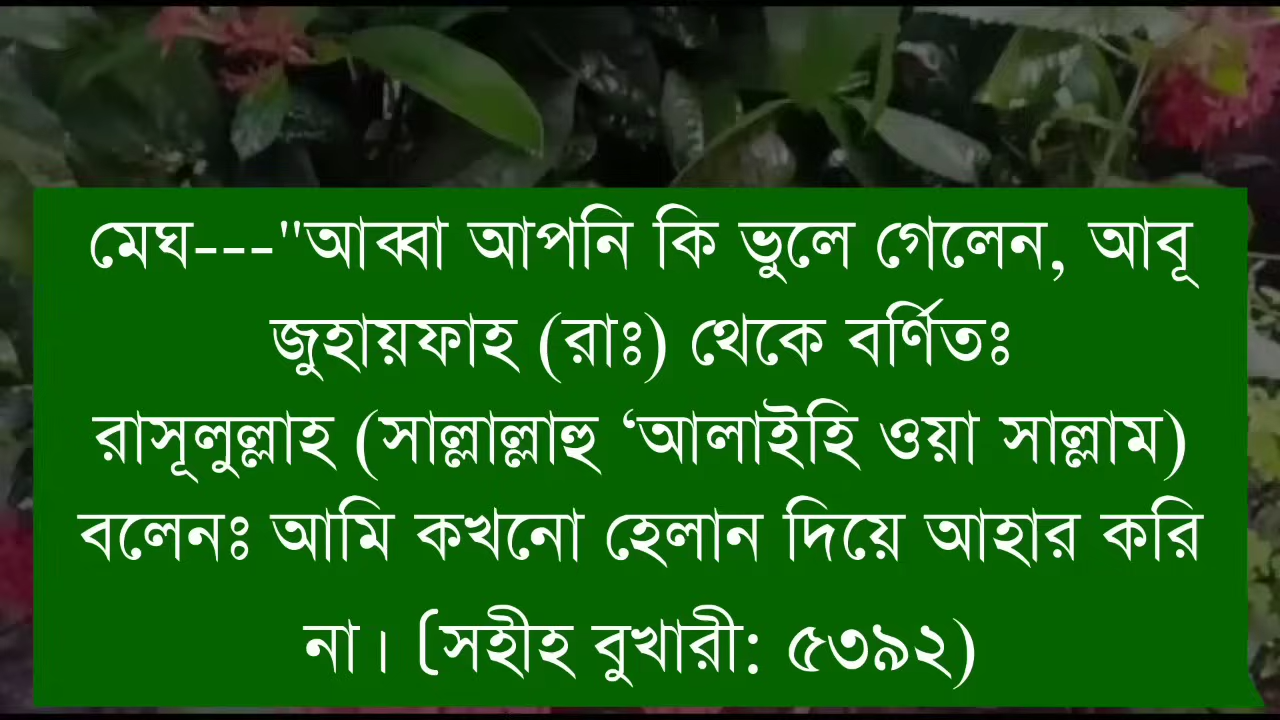 মেঘ---"আব্বা আপনি কি ভুলে গেলেন, আবূ
জুহায়ফাহ (রাঃ) থেকে বর্ণিতঃ
রাসূলুল্লাহ (সাল্লাল্লাহু ‘আলাইহি ওয়া সাল্লাম)
বলেনঃ আমি কখনো হেলান দিয়ে আহার করি
না। (সহীহ বুখারী: ৫৩৯২)